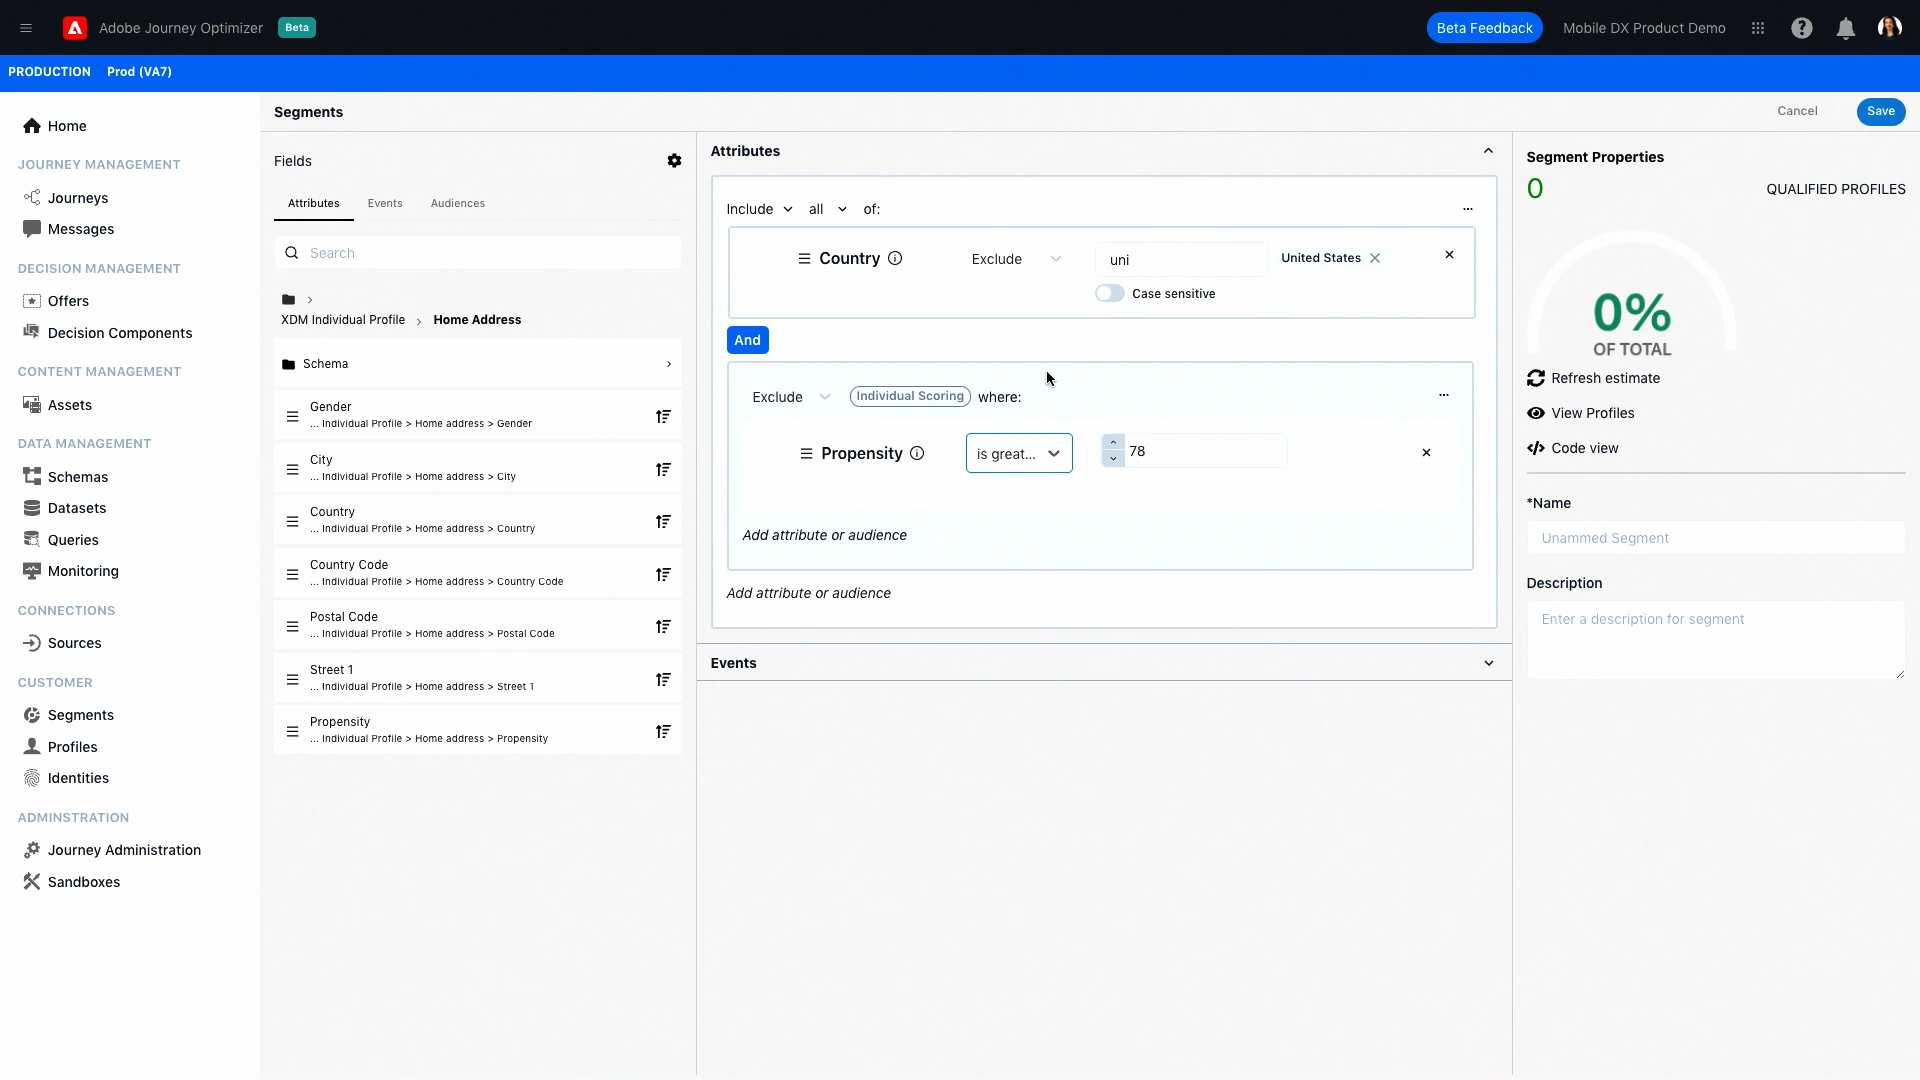 Adobe Journey Optimizer Beta
Beta Feedback Mobile DX Product Demo
PRODUCTION Prod (VA7)
Home
JOURNEY MANAGEMENT
Journeys
Messages
DECISION MANAGEMENT
Offers
Decision Components
CONTENT MANAGEMENT
Assets
DATA MANAGEMENT
Schemas
Datasets
Queries
Monitoring
CONNECTIONS
Sources
CUSTOMER
Segments
Profiles
Identities
ADMINSTRATION
Journey Administration
Sandboxes
Segments
Cancel Save
Fields
Attributes Events Audiences
Search
XDM Individual Profile > Home Address
Schema
Gender
... Individual Profile > Home address > Gender
City
... Individual Profile > Home address > City
Country
... Individual Profile > Home address > Country
Country Code
... Individual Profile > Home address > Country Code
Postal Code
... Individual Profile > Home address > Postal Code
Street 1
... Individual Profile > Home address > Street 1
Propensity
... Individual Profile > Home address > Propensity
Attributes
Include all of:
Country Exclude uni United States
Case sensitive
And
Exclude Individual Scoring where:
Propensity is great... 78
Add attribute or audience
Add attribute or audience
Events
Segment Properties
0 QUALIFIED PROFILES
0%
OF TOTAL
Refresh estimate
View Profiles
Code view
*Name
Unammed Segment
Description
Enter a description for segment